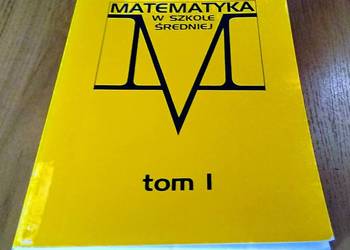 MATEMATYKA
W SZKOLE
ŚREDNIEJ
M
tom I